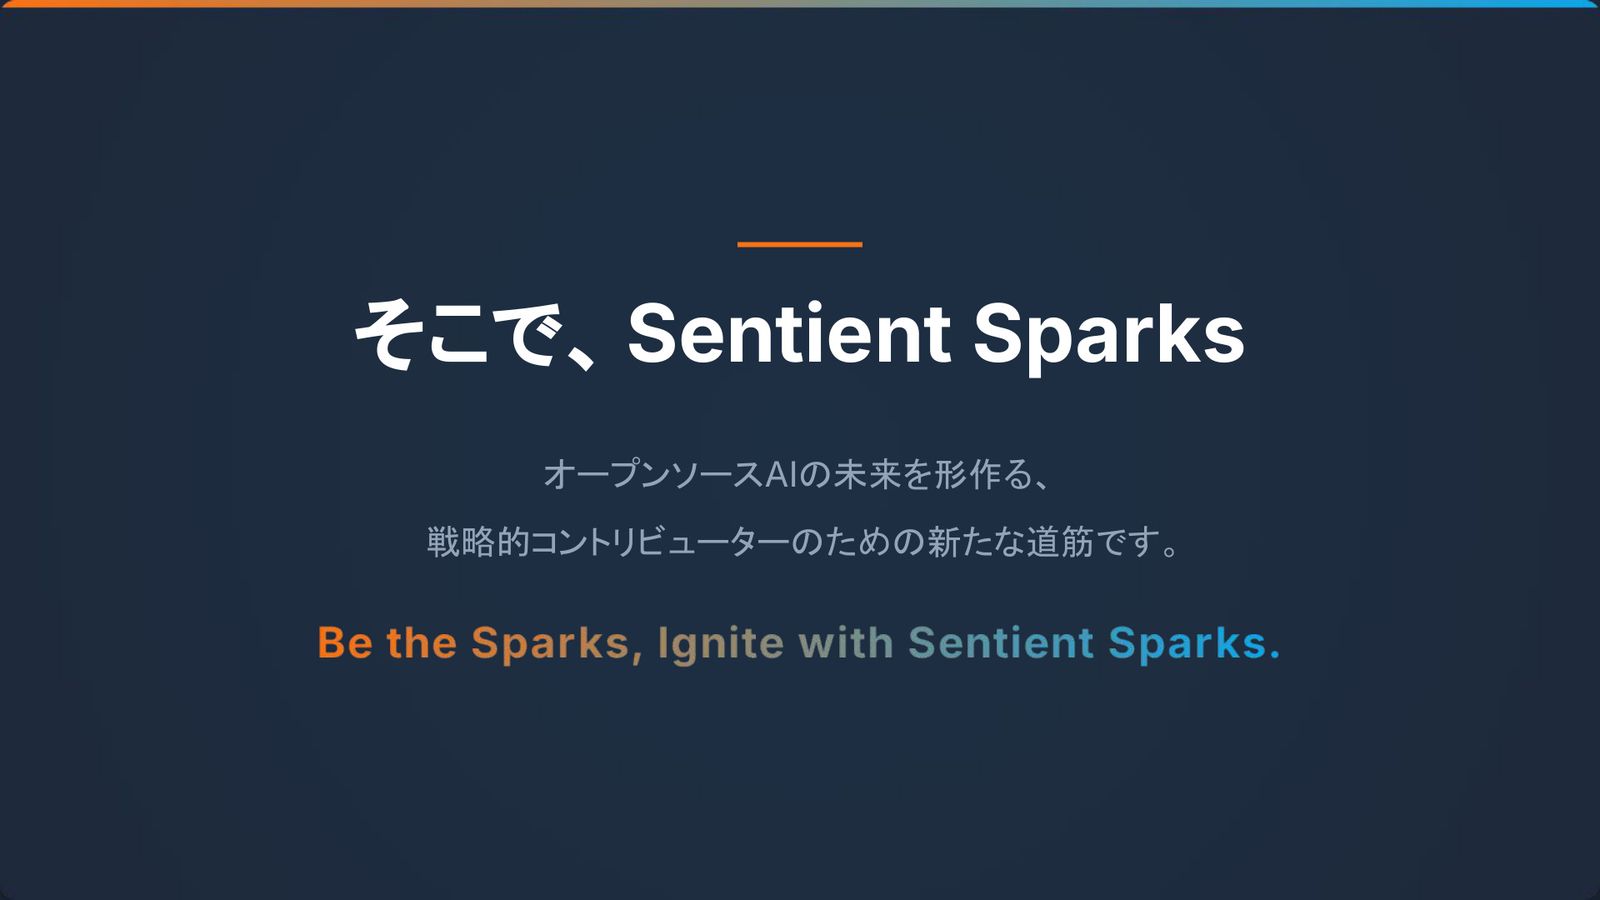 そこで、Sentient Sparks
オープンソースAIの未来を形作る、
戦略的コントリビューターのための新たな道筋です。
Be the Sparks, Ignite with Sentient Sparks.